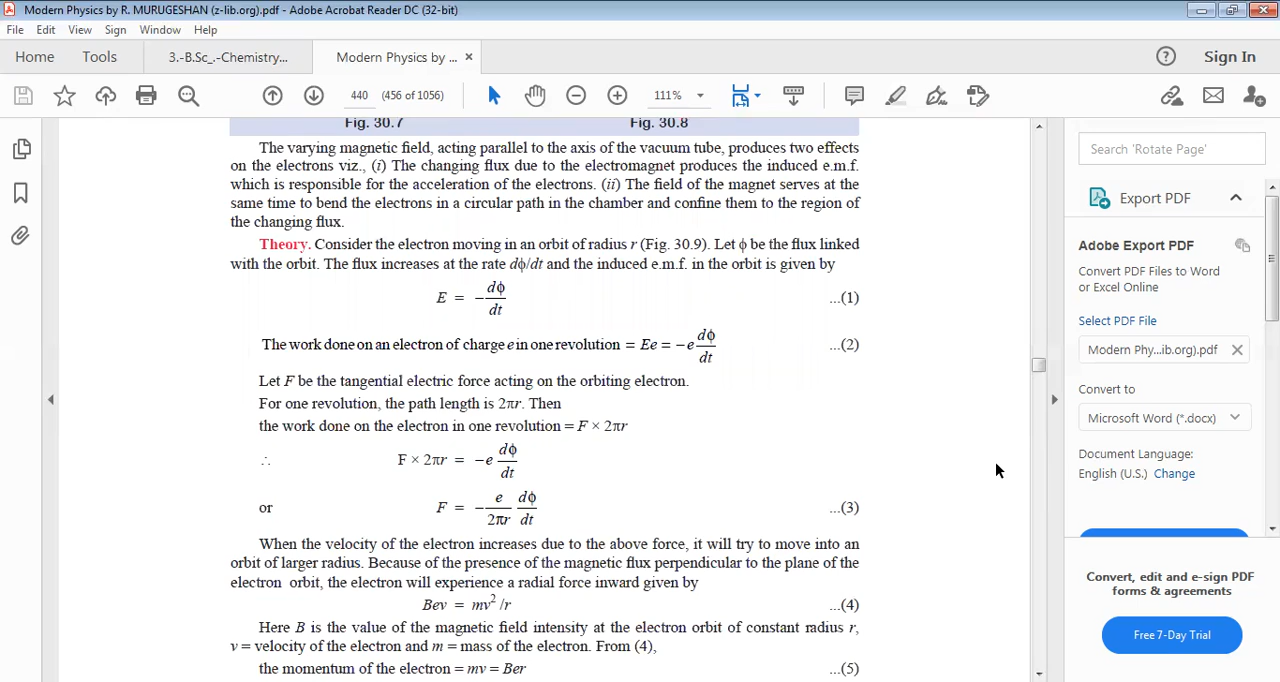 Modern Physics by R. MURUGESHAN (z-lib.org).pdf - Adobe Acrobat Reader DC (32-bit)
File Edit View Sign Window Help
Home Tools 3.-B.Sc_.-Chemistry... Modern Physics by ... × ? Sign In
440 (456 of 1056) 111%
Fig. 30.7 Fig. 30.8
The varying magnetic field, acting parallel to the axis of the vacuum tube, produces two effects
on the electrons viz., (i) The changing flux due to the electromagnet produces the induced e.m.f.
which is responsible for the acceleration of the electrons. (ii) The field of the magnet serves at the
same time to bend the electrons in a circular path in the chamber and confine them to the region of
the changing flux.
Theory. Consider the electron moving in an orbit of radius r (Fig. 30.9). Let ϕ be the flux linked
with the orbit. The flux increases at the rate dϕ/dt and the induced e.m.f. in the orbit is given by
E = −dϕ/dt ...(1)
The work done on an electron of charge e in one revolution = Ee = −e dϕ/dt ...(2)
Let F be the tangential electric force acting on the orbiting electron.
For one revolution, the path length is 2πr. Then
the work done on the electron in one revolution = F × 2πr
∴ F × 2πr = −e dϕ/dt
or F = −e/2πr dϕ/dt ...(3)
When the velocity of the electron increases due to the above force, it will try to move into an
orbit of larger radius. Because of the presence of the magnetic flux perpendicular to the plane of the
electron orbit, the electron will experience a radial force inward given by
Bev = mv²/r ...(4)
Here B is the value of the magnetic field intensity at the electron orbit of constant radius r,
v = velocity of the electron and m = mass of the electron. From (4),
the momentum of the electron = mv = Ber ...(5)
Search 'Rotate Page'
Export PDF
Adobe Export PDF
Convert PDF Files to Word
or Excel Online
Select PDF File
Modern Phy...ib.org).pdf ×
Convert to
Microsoft Word (*.docx)
Document Language:
English (U.S.) Change
Convert, edit and e-sign PDF
forms & agreements
Free 7-Day Trial